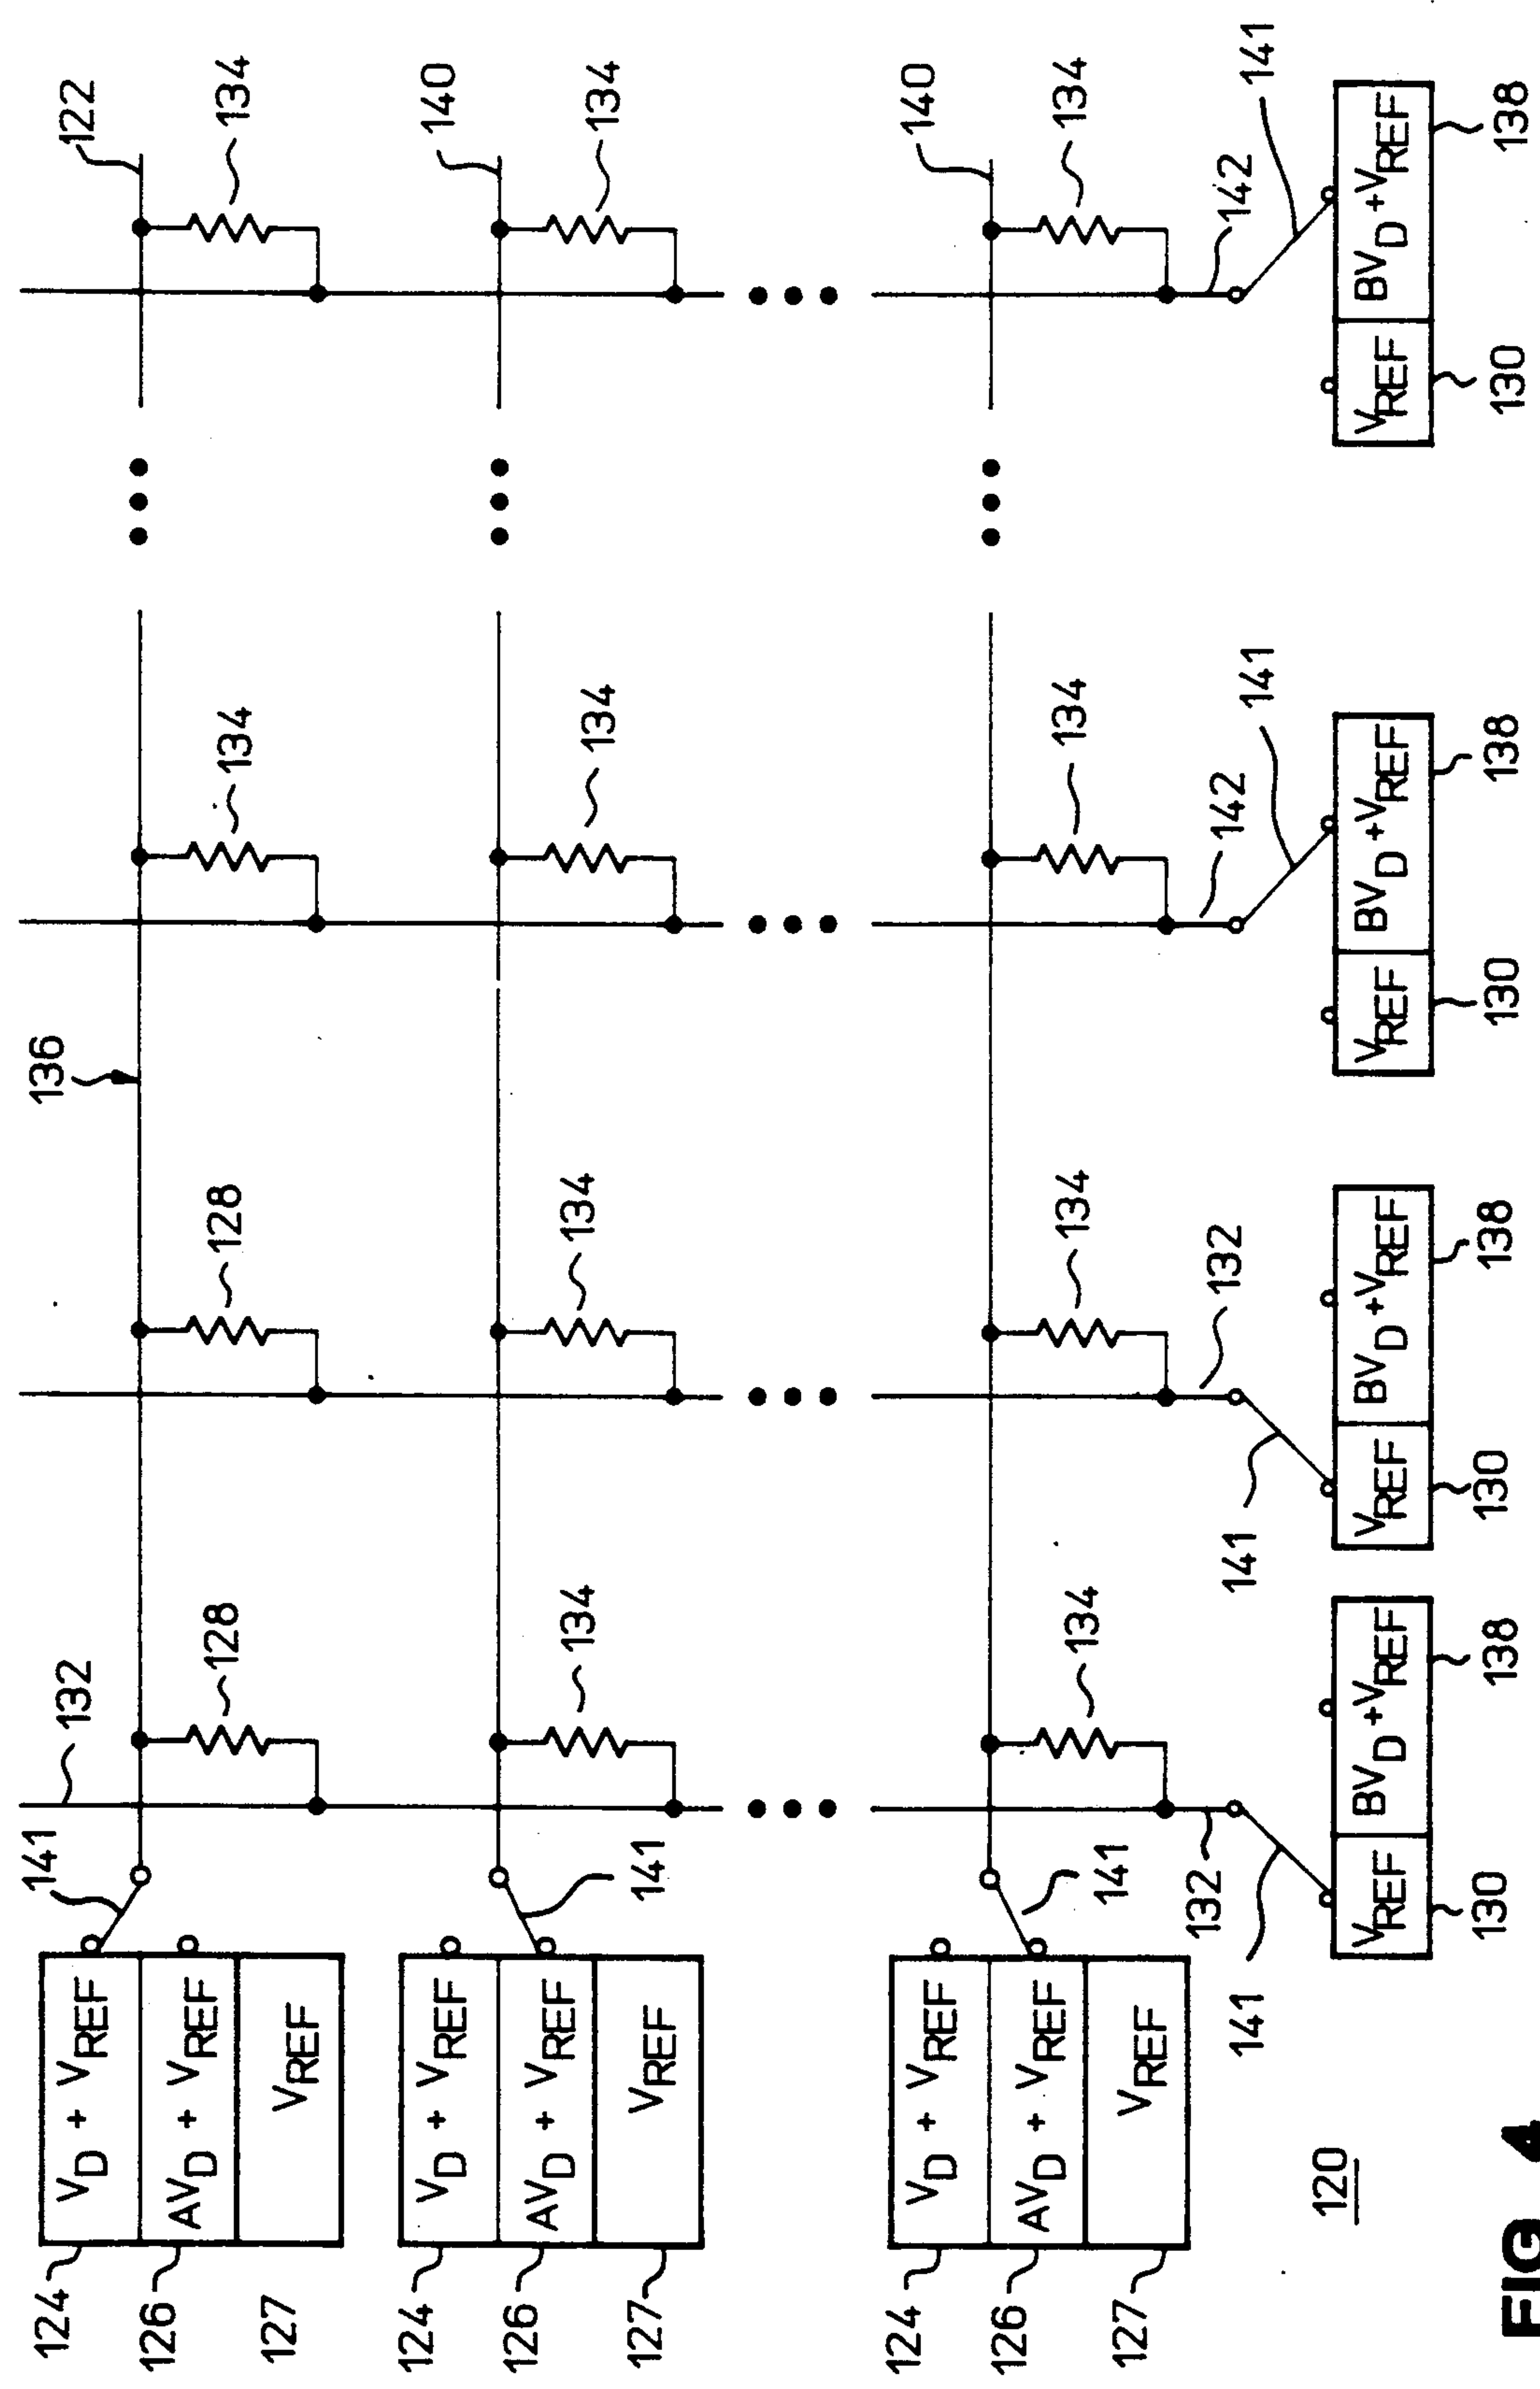 124
V_D + V_REF
141
132
136
122
126
AV_D + V_REF
128
128
134
134
127
V_REF
124
V_D + V_REF
140
126
AV_D + V_REF
134
134
134
134
127
V_REF
141
124
V_D + V_REF
140
126
AV_D + V_REF
134
134
134
134
127
V_REF
141
132
132
142
142
141
141
141
141
120
V_REF
BV_D +V_REF
V_REF
BV_D +V_REF
V_REF
BV_D +V_REF
V_REF
BV_D +V_REF
130
138
130
138
130
138
130
138
FIG 4